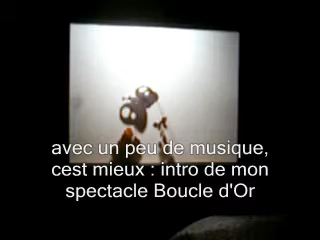 avec un peu de musique,
cest mieux : intro de mon
spectacle Boucle d'Or